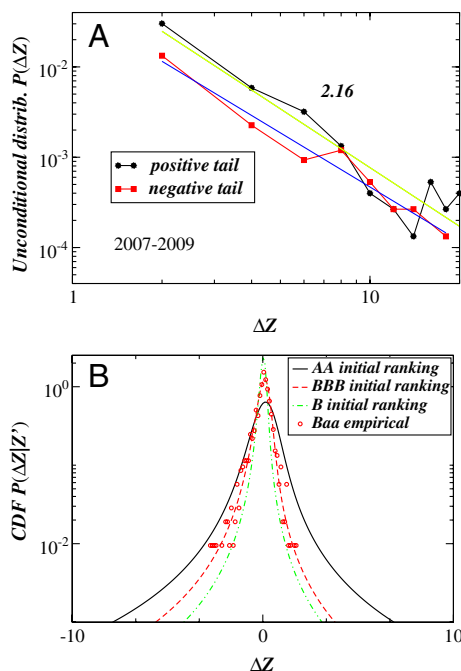 A
Unconditional distrib. P(ΔZ)
10⁻¹
10⁻²
10⁻³
10⁻⁴
2.16
positive tail
negative tail
2007-2009
1
10
ΔZ
B
CDF P(ΔZ|Z')
10⁰
10⁻²
AA initial ranking
BBB initial ranking
B initial ranking
Baa empirical
-10
0
10
ΔZ